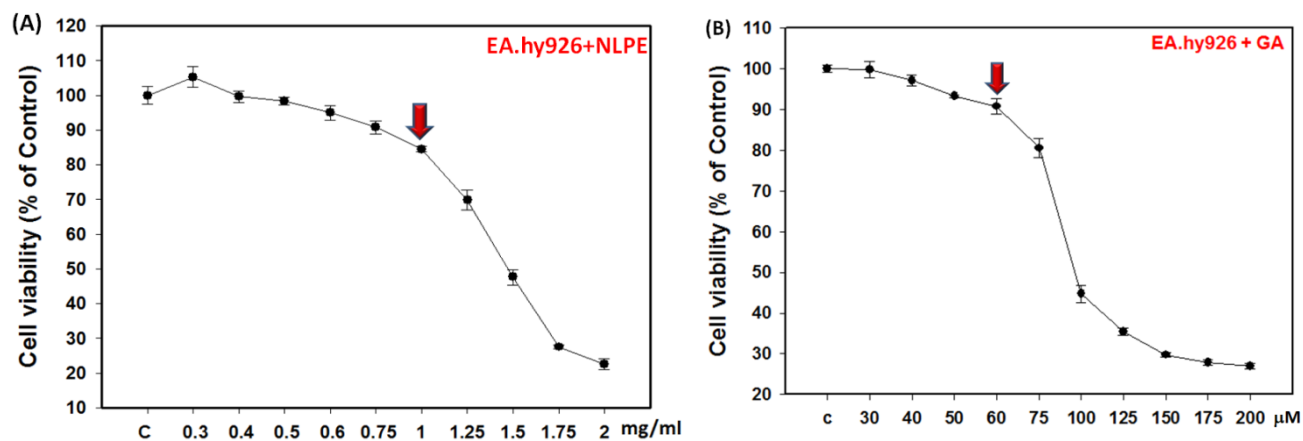 (A)
EA.hy926+NLPE
Cell viability (% of Control)
120
110
100
90
80
70
60
50
40
30
20
10
C 0.3 0.4 0.5 0.6 0.75 1 1.25 1.5 1.75 2 mg/ml
(B)
EA.hy926 + GA
Cell viability (% of Control)
100
90
80
70
60
50
40
30
20
c 30 40 50 60 75 100 125 150 175 200 μM